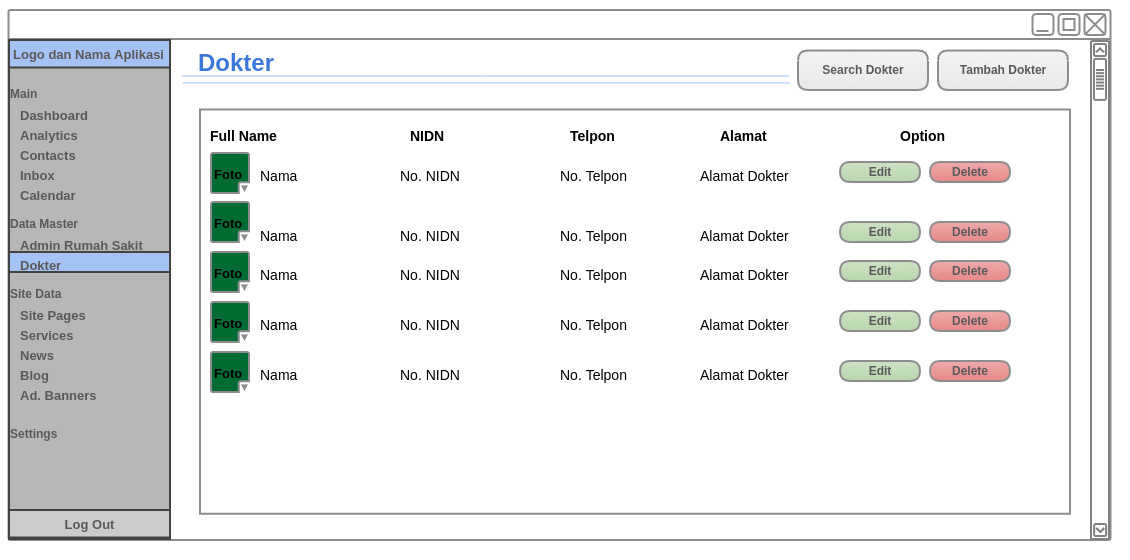 Logo dan Nama Aplikasi
Main
Dashboard
Analytics
Contacts
Inbox
Calendar
Data Master
Admin Rumah Sakit
Dokter
Site Data
Site Pages
Services
News
Blog
Ad. Banners
Settings
Log Out
Dokter
Search Dokter
Tambah Dokter
Full Name NIDN Telpon Alamat Option
Foto Nama No. NIDN No. Telpon Alamat Dokter Edit Delete
Foto Nama No. NIDN No. Telpon Alamat Dokter Edit Delete
Foto Nama No. NIDN No. Telpon Alamat Dokter Edit Delete
Foto Nama No. NIDN No. Telpon Alamat Dokter Edit Delete
Foto Nama No. NIDN No. Telpon Alamat Dokter Edit Delete